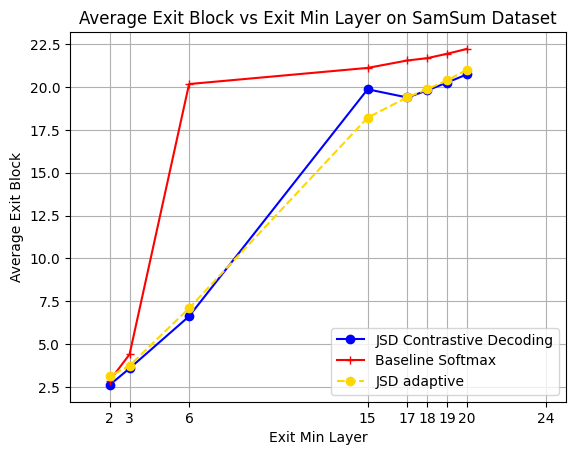 Average Exit Block vs Exit Min Layer on SamSum Dataset
22.5
20.0
17.5
15.0
12.5
10.0
7.5
5.0
2.5
Average Exit Block
JSD Contrastive Decoding
Baseline Softmax
JSD adaptive
2 3 6 15 17 18 19 20 24
Exit Min Layer